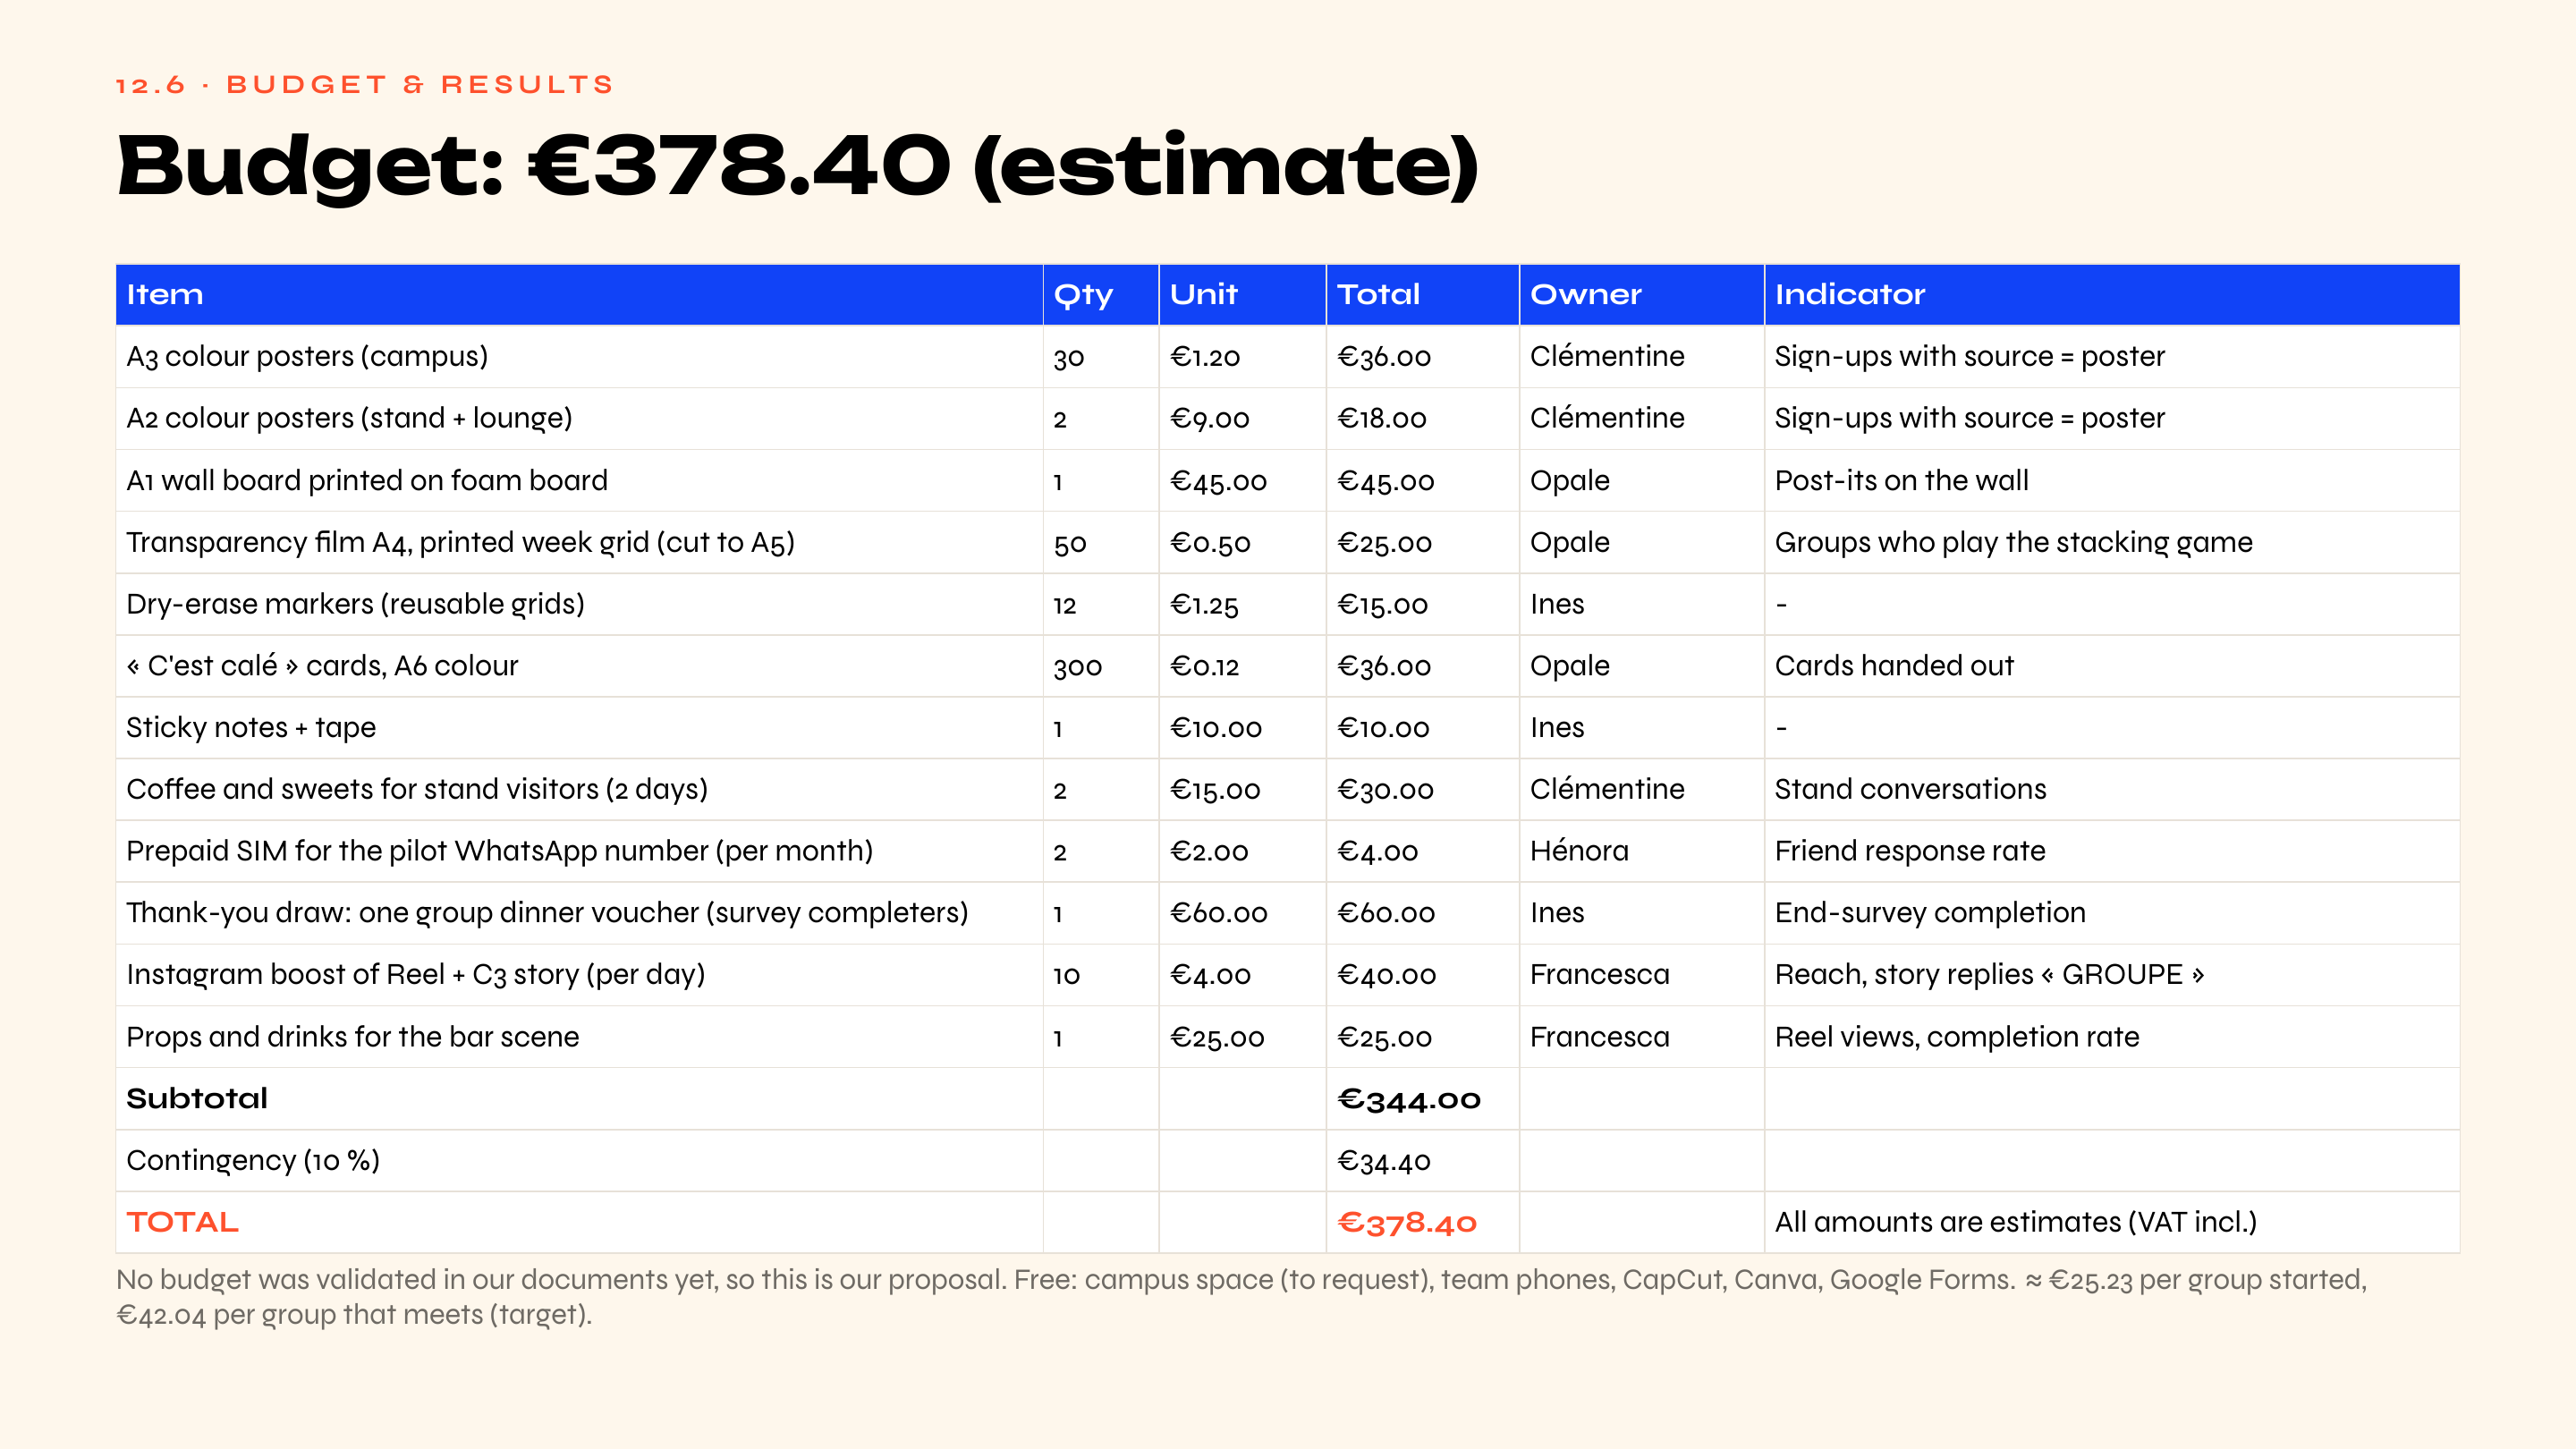 12.6 · BUDGET & RESULTS
Budget: €378.40 (estimate)
Item Qty Unit Total Owner Indicator
A3 colour posters (campus) 30 €1.20 €36.00 Clémentine Sign-ups with source = poster
A2 colour posters (stand + lounge) 2 €9.00 €18.00 Clémentine Sign-ups with source = poster
A1 wall board printed on foam board 1 €45.00 €45.00 Opale Post-its on the wall
Transparency film A4, printed week grid (cut to A5) 50 €0.50 €25.00 Opale Groups who play the stacking game
Dry-erase markers (reusable grids) 12 €1.25 €15.00 Ines -
« C'est calé » cards, A6 colour 300 €0.12 €36.00 Opale Cards handed out
Sticky notes + tape 1 €10.00 €10.00 Ines -
Coffee and sweets for stand visitors (2 days) 2 €15.00 €30.00 Clémentine Stand conversations
Prepaid SIM for the pilot WhatsApp number (per month) 2 €2.00 €4.00 Hénora Friend response rate
Thank-you draw: one group dinner voucher (survey completers) 1 €60.00 €60.00 Ines End-survey completion
Instagram boost of Reel + C3 story (per day) 10 €4.00 €40.00 Francesca Reach, story replies « GROUPE »
Props and drinks for the bar scene 1 €25.00 €25.00 Francesca Reel views, completion rate
Subtotal €344.00
Contingency (10 %) €34.40
TOTAL €378.40 All amounts are estimates (VAT incl.)
No budget was validated in our documents yet, so this is our proposal. Free: campus space (to request), team phones, CapCut, Canva, Google Forms. ≈ €25.23 per group started,
€42.04 per group that meets (target).